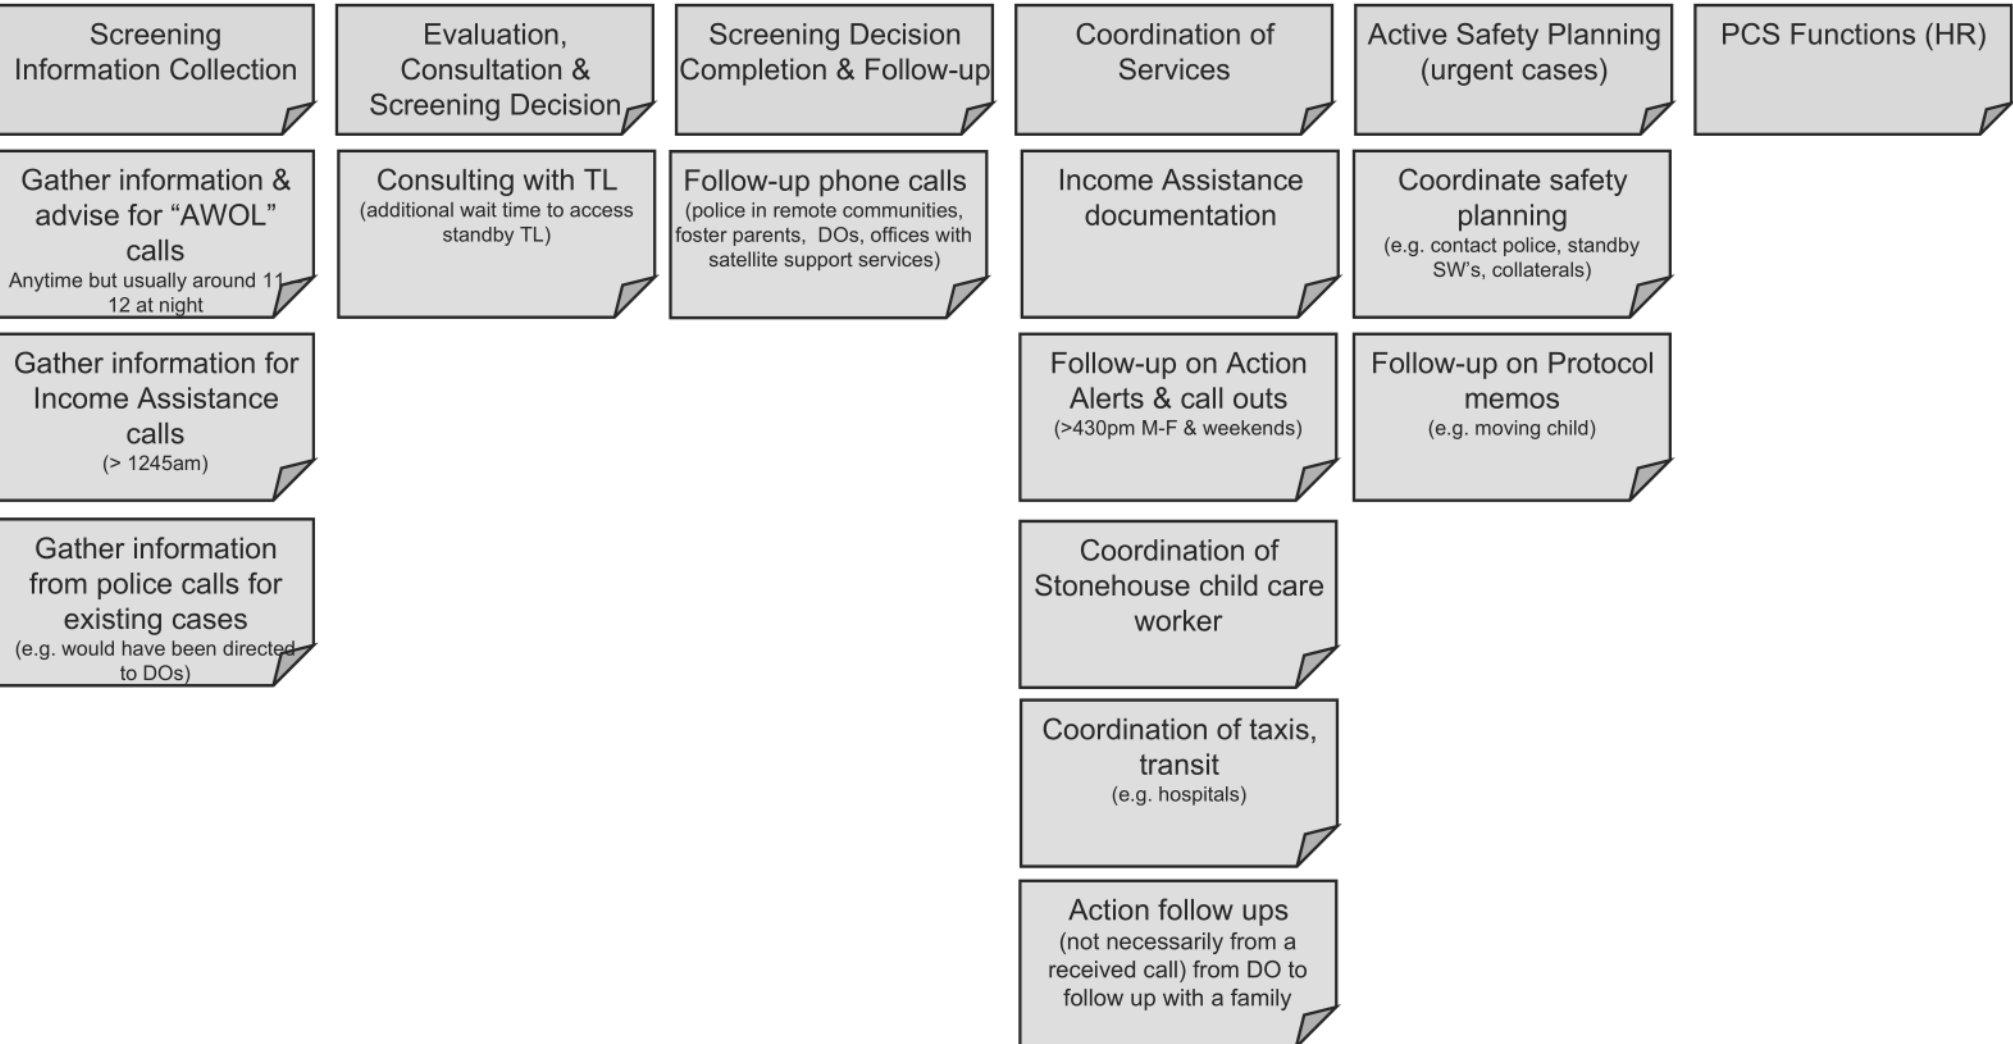 Screening
Information Collection
Evaluation,
Consultation &
Screening Decision
Screening Decision
Completion & Follow-up
Coordination of
Services
Active Safety Planning
(urgent cases)
PCS Functions (HR)
Gather information &
advise for “AWOL”
calls
Anytime but usually around 11-
12 at night
Consulting with TL
(additional wait time to access
standby TL)
Follow-up phone calls
(police in remote communities,
foster parents, DOs, offices with
satellite support services)
Income Assistance
documentation
Coordinate safety
planning
(e.g. contact police, standby
SW's, collaterals)
Gather information for
Income Assistance
calls
(> 1245am)
Follow-up on Action
Alerts & call outs
(>430pm M-F & weekends)
Follow-up on Protocol
memos
(e.g. moving child)
Gather information
from police calls for
existing cases
(e.g. would have been directed
to DOs)
Coordination of
Stonehouse child care
worker
Coordination of taxis,
transit
(e.g. hospitals)
Action follow ups
(not necessarily from a
received call) from DO to
follow up with a family